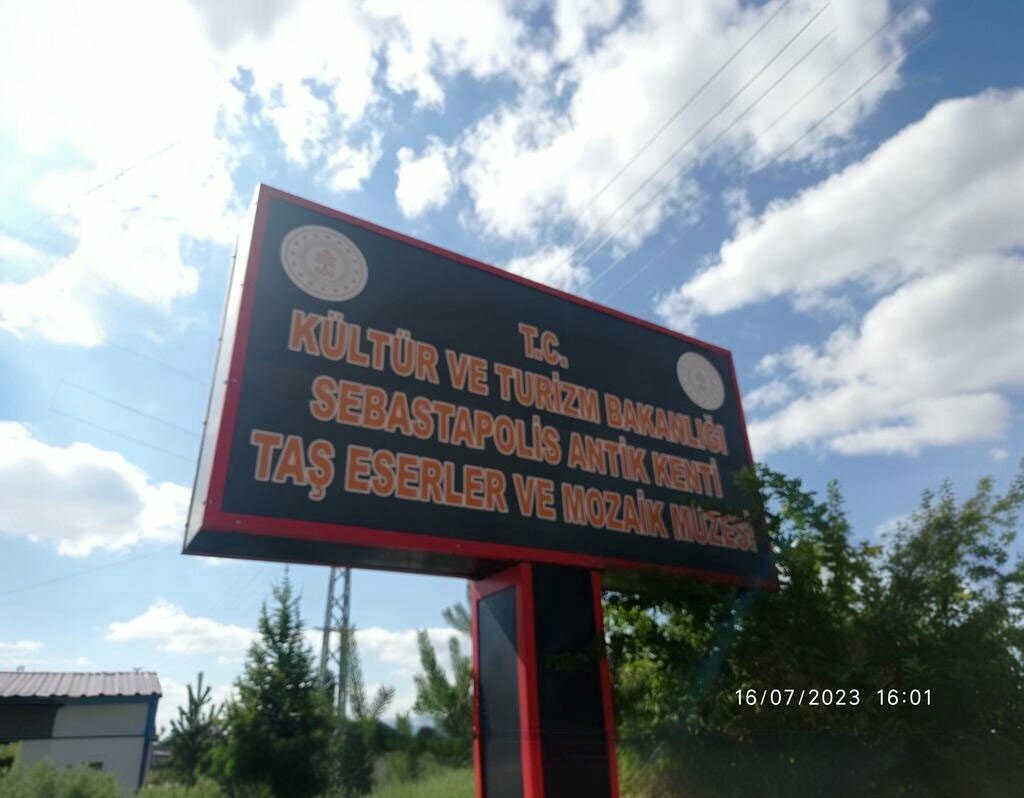 T.C.
KÜLTÜR VE TURİZM BAKANLIĞI
SEBASTAPOLİS ANTİK KENTİ
TAŞ ESERLER VE MOZAİK MÜZESİ
16/07/2023 16:01